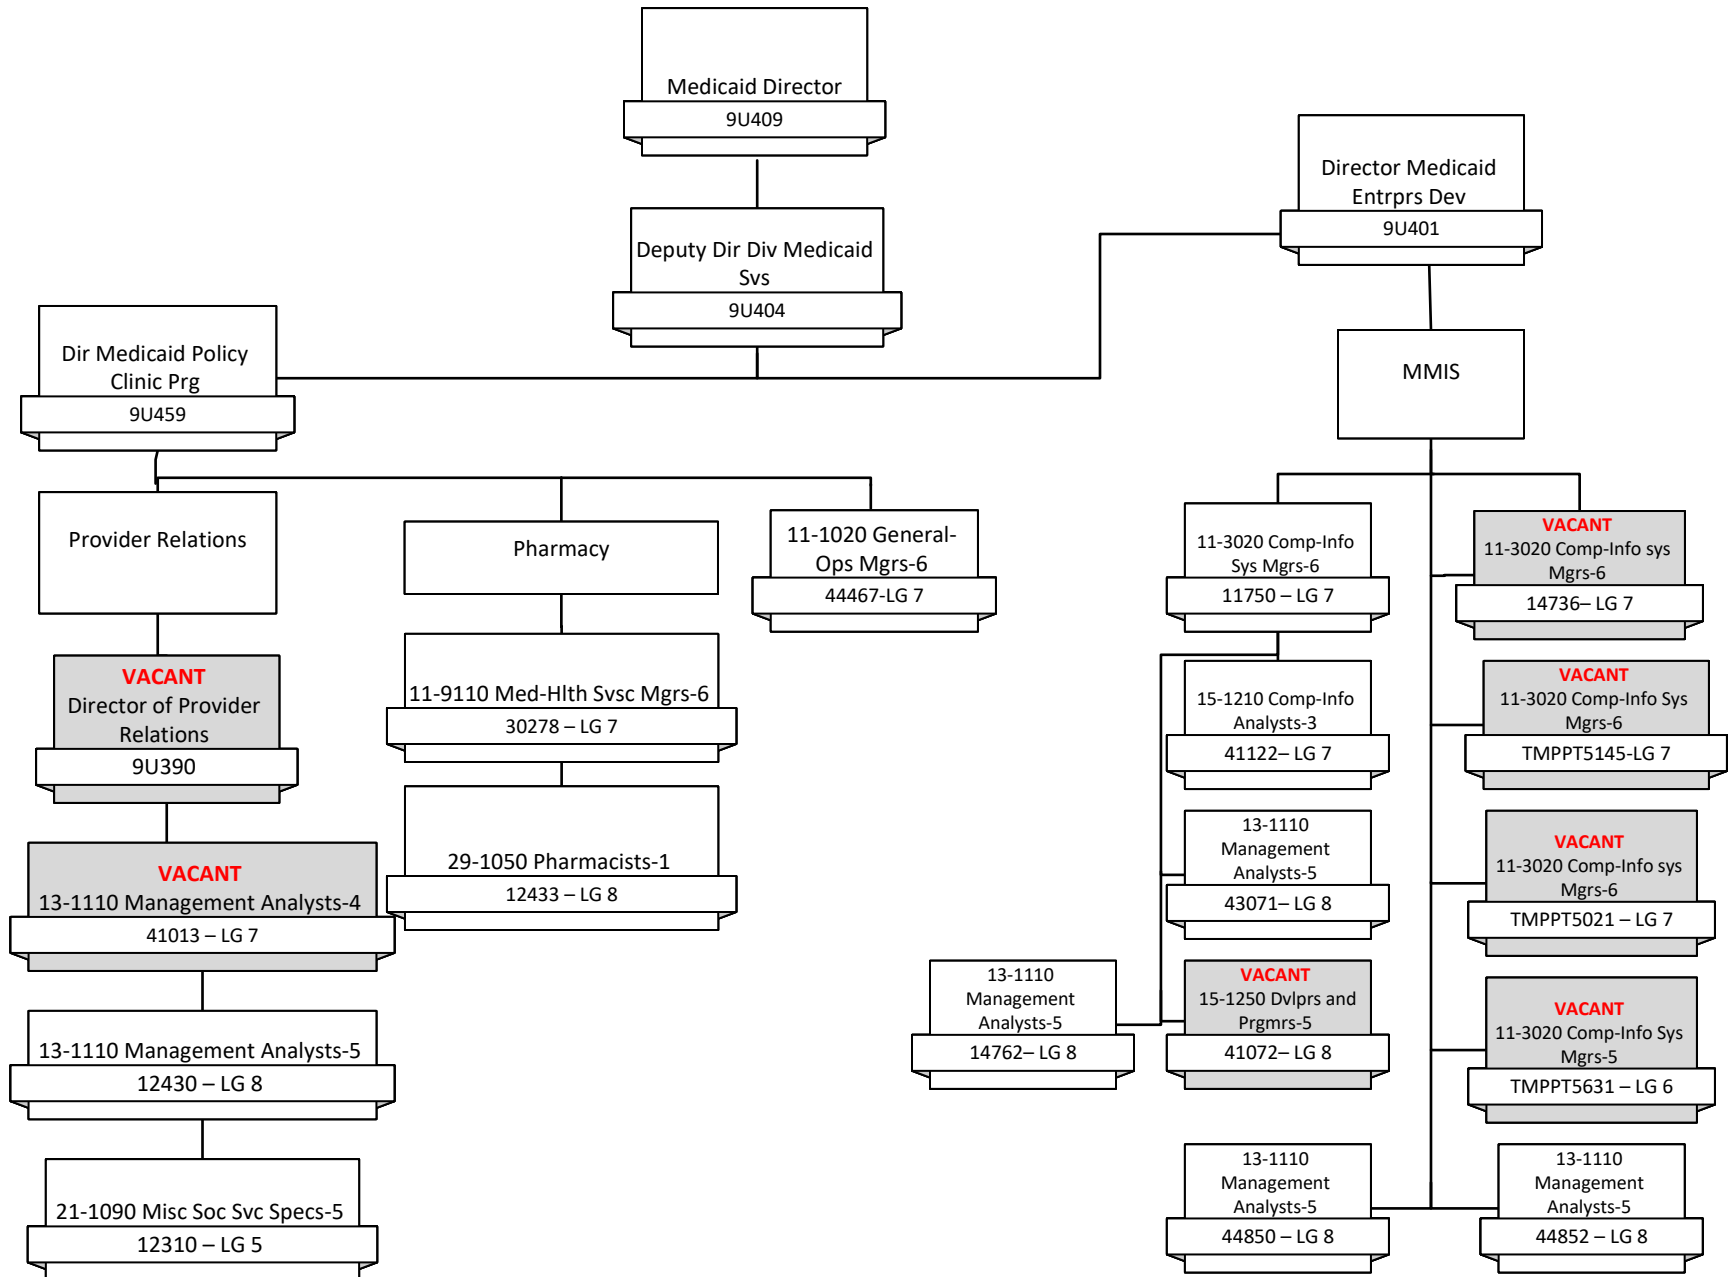 Medicaid Director
9U409
Director Medicaid
Entrprs Dev
9U401
Deputy Dir Div Medicaid
Svs
9U404
Dir Medicaid Policy
Clinic Prg
9U459
MMIS
Provider Relations
Pharmacy
11-1020 General-
Ops Mgrs-6
44467-LG 7
VACANT
Director of Provider
Relations
9U390
11-9110 Med-Hlth Svsc Mgrs-6
30278 – LG 7
VACANT
13-1110 Management Analysts-4
41013 – LG 7
29-1050 Pharmacists-1
12433 – LG 8
13-1110 Management Analysts-5
12430 – LG 8
21-1090 Misc Soc Svc Specs-5
12310 – LG 5
11-3020 Comp-Info
Sys Mgrs-6
11750 – LG 7
VACANT
11-3020 Comp-Info sys
Mgrs-6
14736– LG 7
15-1210 Comp-Info
Analysts-3
41122– LG 7
VACANT
11-3020 Comp-Info Sys
Mgrs-6
TMPPT5145-LG 7
13-1110
Management
Analysts-5
43071– LG 8
VACANT
11-3020 Comp-Info sys
Mgrs-6
TMPPT5021 – LG 7
13-1110
Management
Analysts-5
14762– LG 8
VACANT
15-1250 Dvlprs and
Prgmrs-5
41072– LG 8
VACANT
11-3020 Comp-Info Sys
Mgrs-5
TMPPT5631 – LG 6
13-1110
Management
Analysts-5
44850 – LG 8
13-1110
Management
Analysts-5
44852 – LG 8